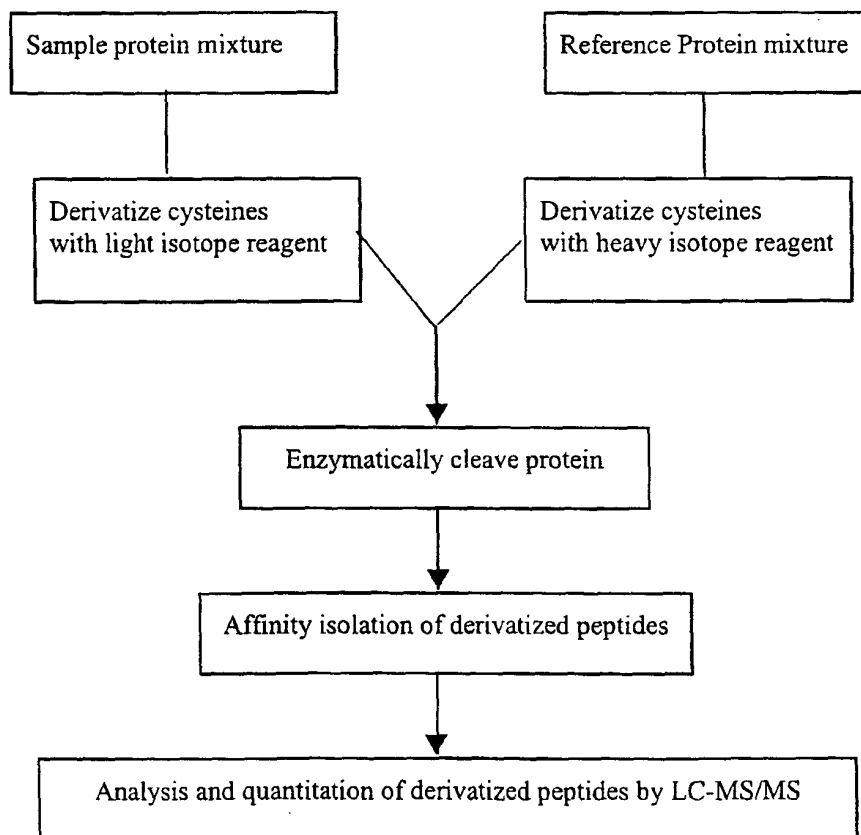 Sample protein mixture
Reference Protein mixture
Derivatize cysteines
with light isotope reagent
Derivatize cysteines
with heavy isotope reagent
Enzymatically cleave protein
Affinity isolation of derivatized peptides
Analysis and quantitation of derivatized peptides by LC-MS/MS